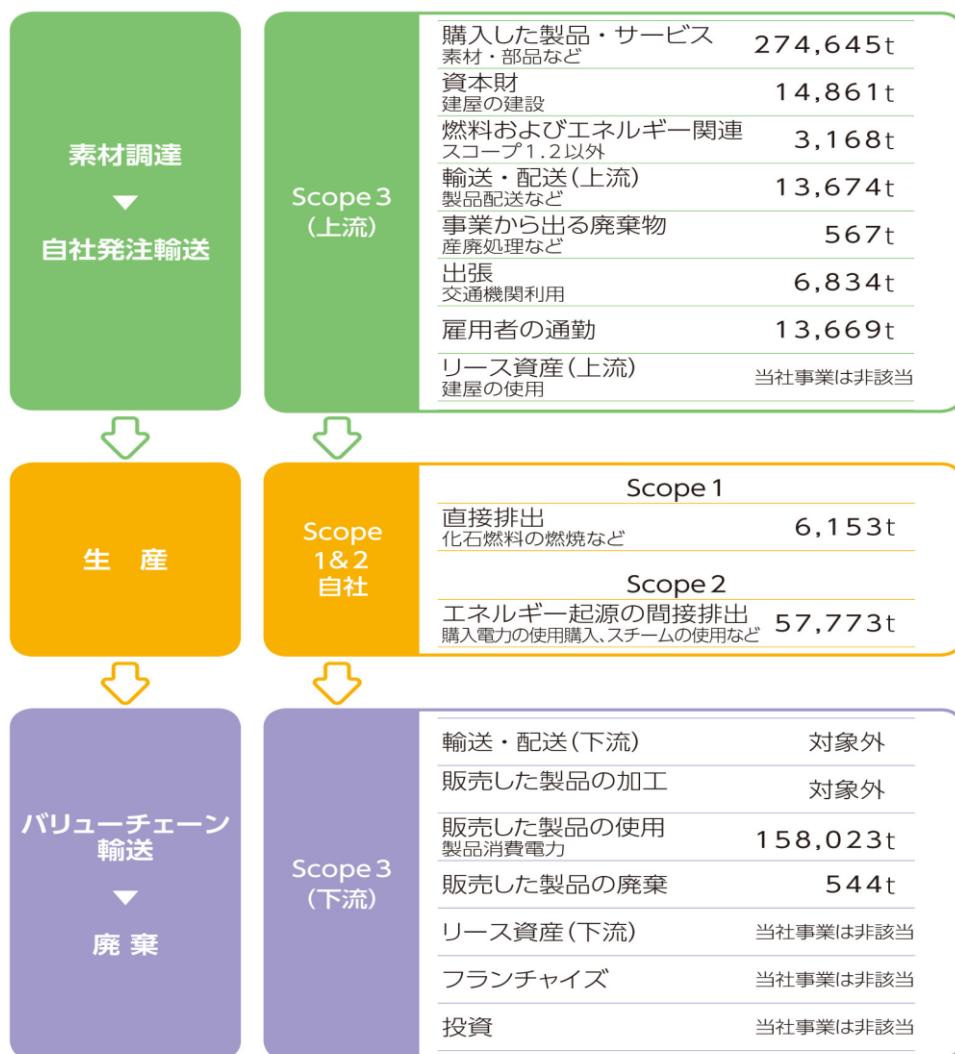 素材調達
▼
自社発注輸送
Scope3
(上流)
購入した製品・サービス 274,645t
素材・部品など
資本財 14,861t
建屋の建設
燃料およびエネルギー関連 3,168t
スコープ1.2以外
輸送・配送(上流) 13,674t
製品配送など
事業から出る廃棄物 567t
産廃処理など
出張 6,834t
交通機関利用
雇用者の通勤 13,669t
リース資産(上流) 当社事業は非該当
建屋の使用
生 産
Scope
1&2
自社
Scope1
直接排出 6,153t
化石燃料の燃焼など
Scope2
エネルギー起源の間接排出 57,773t
購入電力の使用購入、スチームの使用など
バリューチェーン
輸送
▼
廃 棄
Scope3
(下流)
輸送・配送(下流) 対象外
販売した製品の加工 対象外
販売した製品の使用 158,023t
製品消費電力
販売した製品の廃棄 544t
リース資産(下流) 当社事業は非該当
フランチャイズ 当社事業は非該当
投資 当社事業は非該当